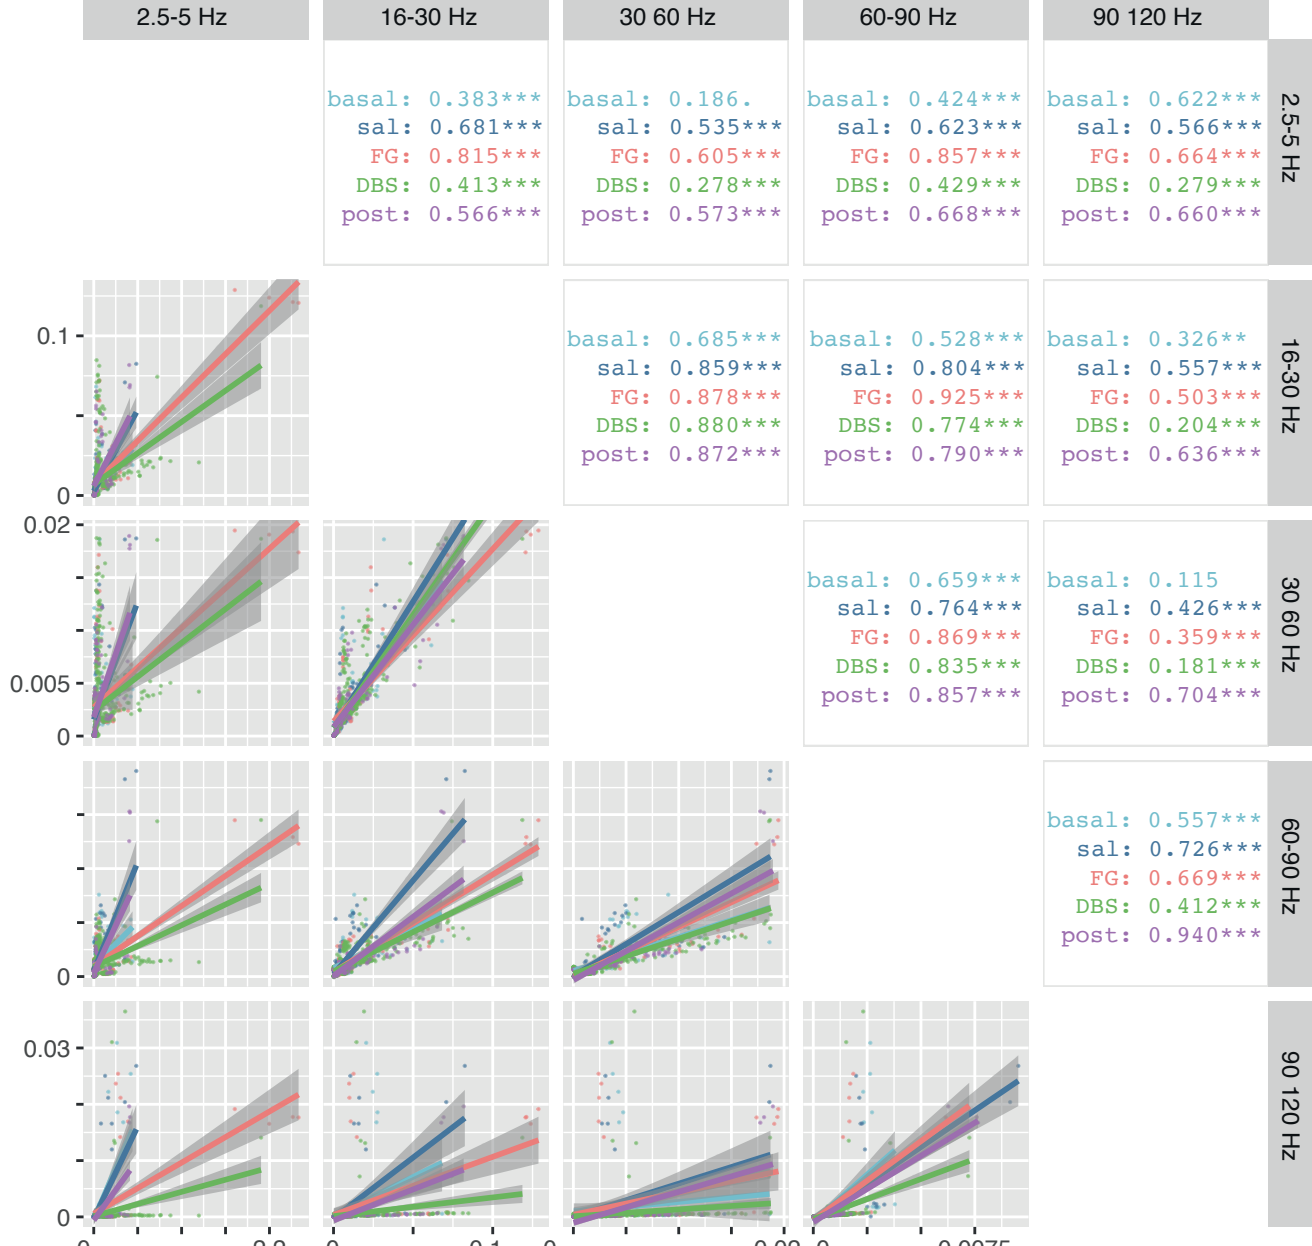 2.5-5 Hz 16-30 Hz 30 60 Hz 60-90 Hz 90 120 Hz
basal: 0.383*** basal: 0.186. basal: 0.424*** basal: 0.622***
sal: 0.681*** sal: 0.535*** sal: 0.623*** sal: 0.566***
FG: 0.815*** FG: 0.605*** FG: 0.857*** FG: 0.664***
DBS: 0.413*** DBS: 0.278*** DBS: 0.429*** DBS: 0.279***
post: 0.566*** post: 0.573*** post: 0.668*** post: 0.660***
2.5-5 Hz
0.1
0
basal: 0.685*** basal: 0.528*** basal: 0.326**
sal: 0.859*** sal: 0.804*** sal: 0.557***
FG: 0.878*** FG: 0.925*** FG: 0.503***
DBS: 0.880*** DBS: 0.774*** DBS: 0.204***
post: 0.872*** post: 0.790*** post: 0.636***
16-30 Hz
0.02
0.005
0
basal: 0.659*** basal: 0.115
sal: 0.764*** sal: 0.426***
FG: 0.869*** FG: 0.359***
DBS: 0.835*** DBS: 0.181***
post: 0.857*** post: 0.704***
30 60 Hz
0
basal: 0.557***
sal: 0.726***
FG: 0.669***
DBS: 0.412***
post: 0.940***
60-90 Hz
0.03
0
90 120 Hz